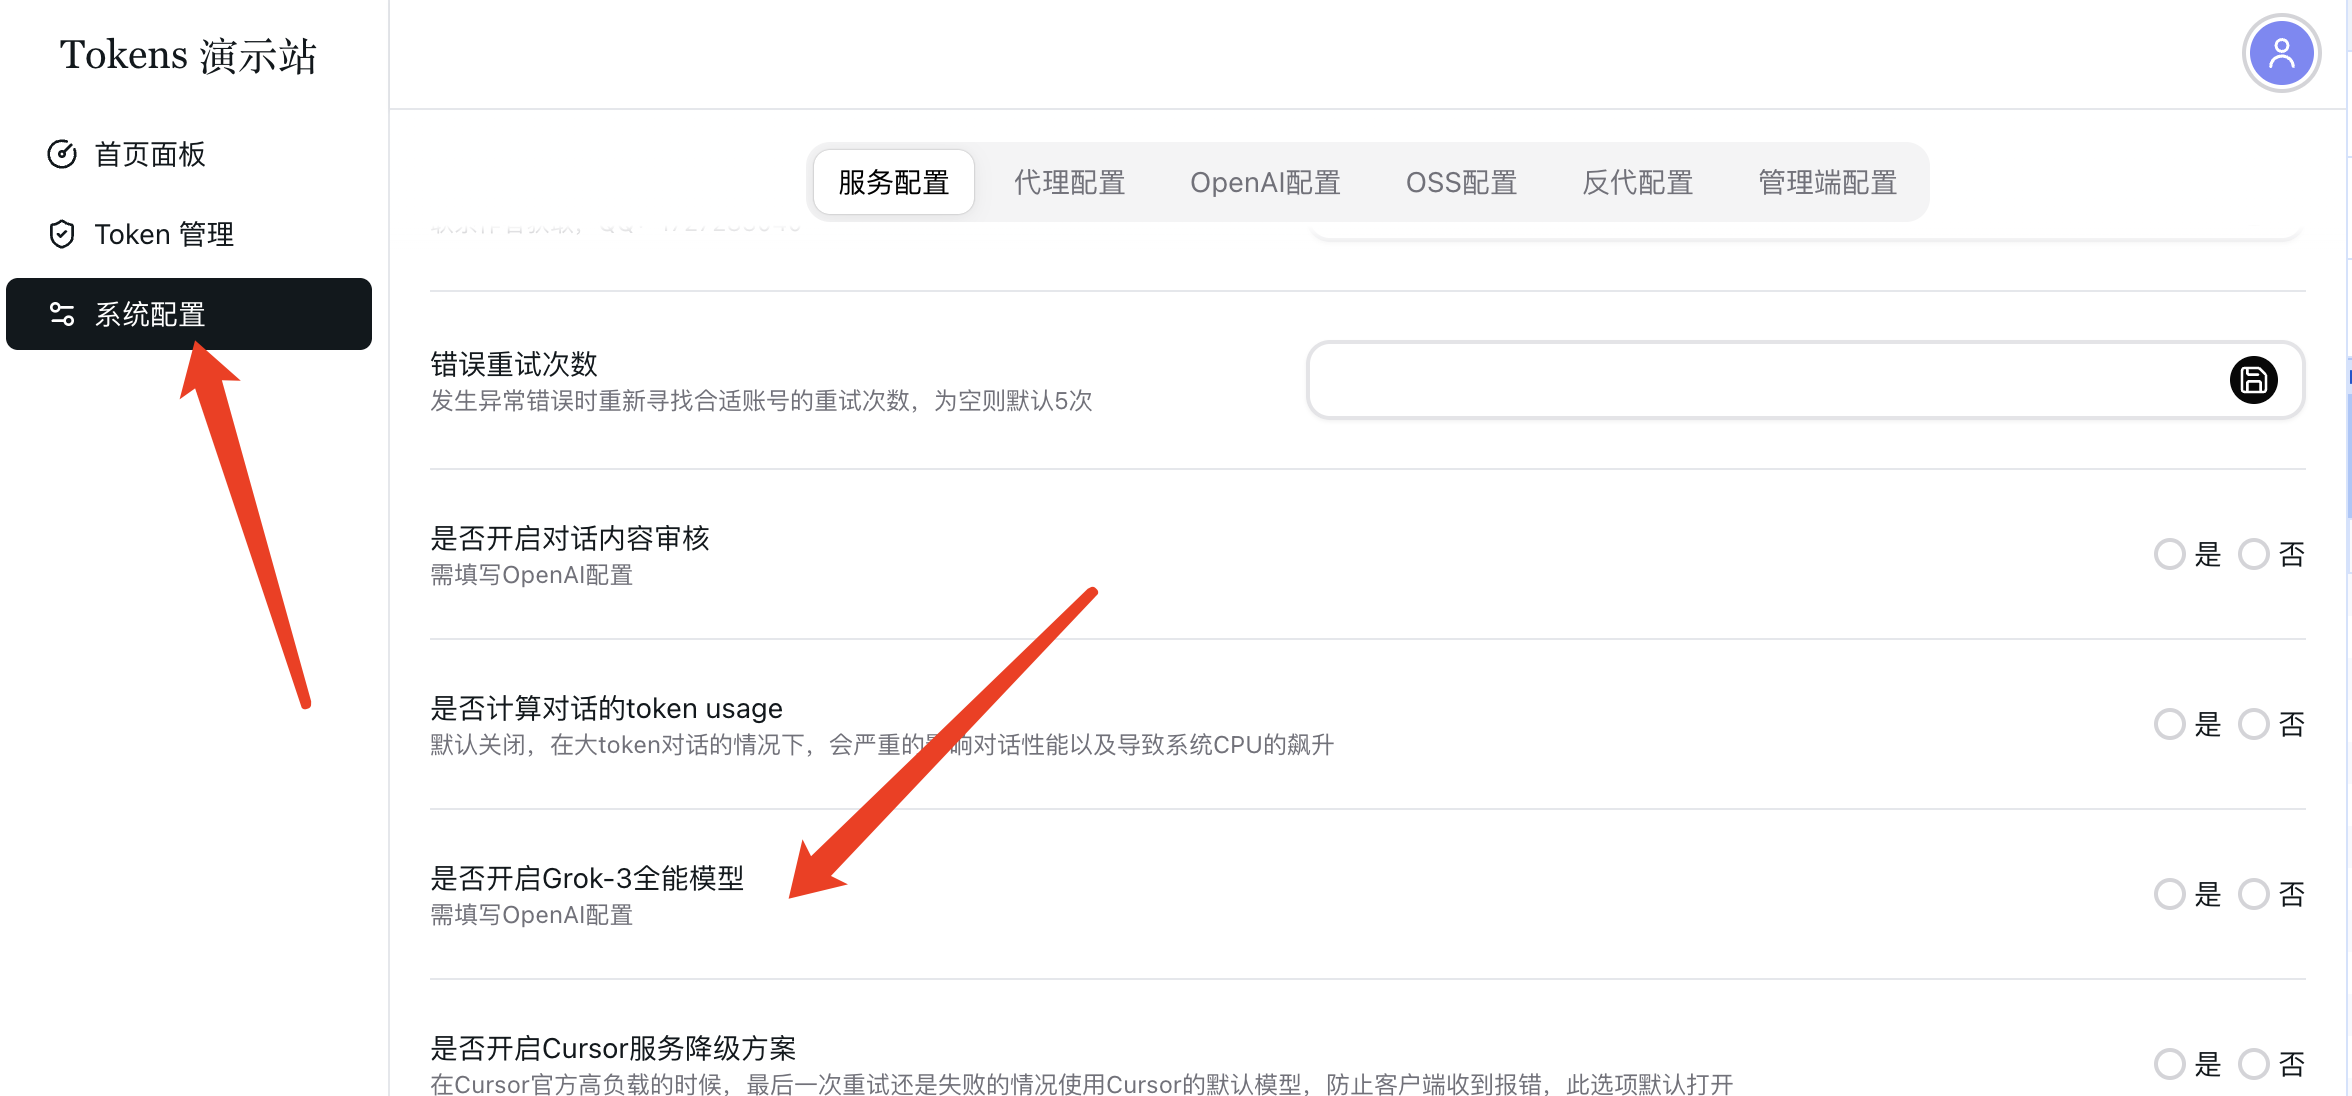 Tokens 演示站
首页面板
Token 管理
系统配置
服务配置
代理配置
OpenAI配置
OSS配置
反代配置
管理端配置
错误重试次数
发生异常错误时重新寻找合适账号的重试次数，为空则默认5次
是否开启对话内容审核
需填写OpenAI配置
是 否
是否计算对话的token usage
默认关闭，在大token对话的情况下，会严重的影响对话性能以及导致系统CPU的飙升
是 否
是否开启Grok-3全能模型
需填写OpenAI配置
是 否
是否开启Cursor服务降级方案
在Cursor官方高负载的时候，最后一次重试还是失败的情况使用Cursor的默认模型，防止客户端收到报错，此选项默认打开
是 否